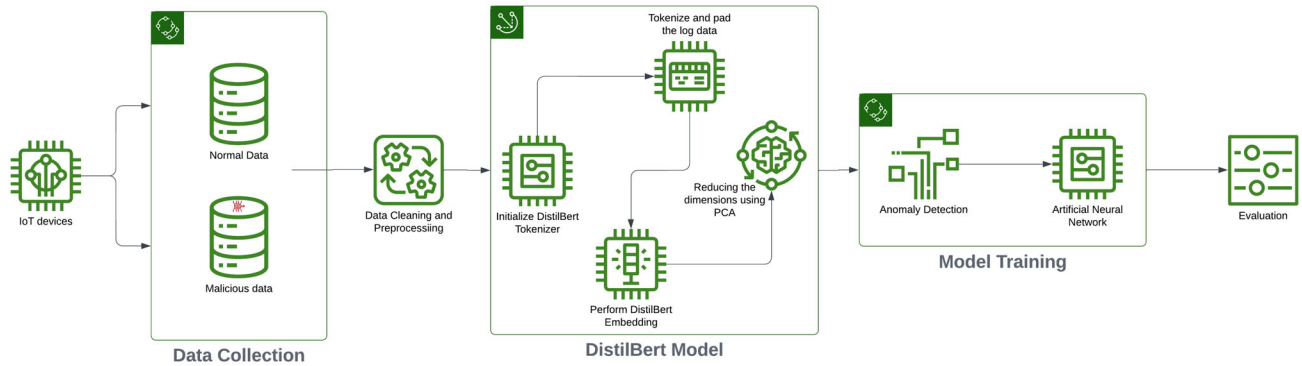 IoT devices
Normal Data
Malicious data
Data Collection
Data Cleaning and
Preprocessiing
Initialize DistilBert
Tokenizer
Tokenize and pad
the log data
Perform DistilBert
Embedding
Reducing the
dimensions using
PCA
DistilBert Model
Anomaly Detection
Artificial Neural
Network
Model Training
Evaluation